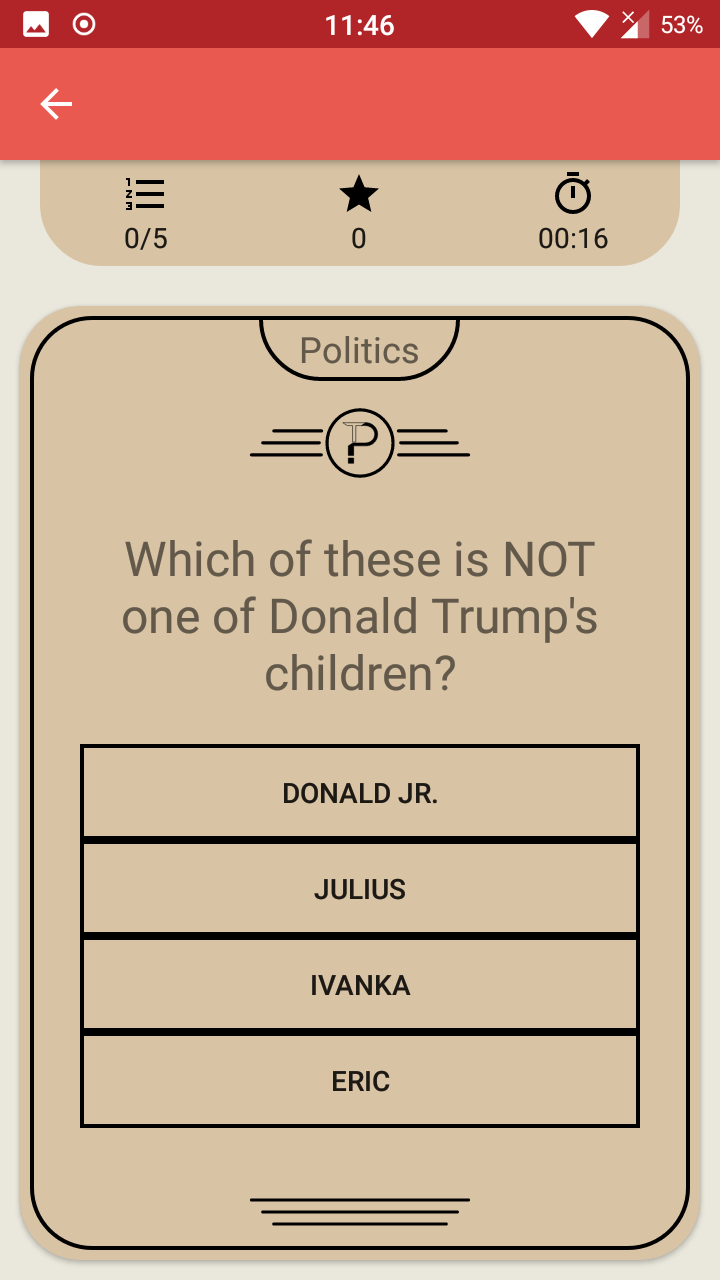 11:46
53%
0/5
0
00:16
Politics
Which of these is NOT
one of Donald Trump's
children?
DONALD JR.
JULIUS
IVANKA
ERIC